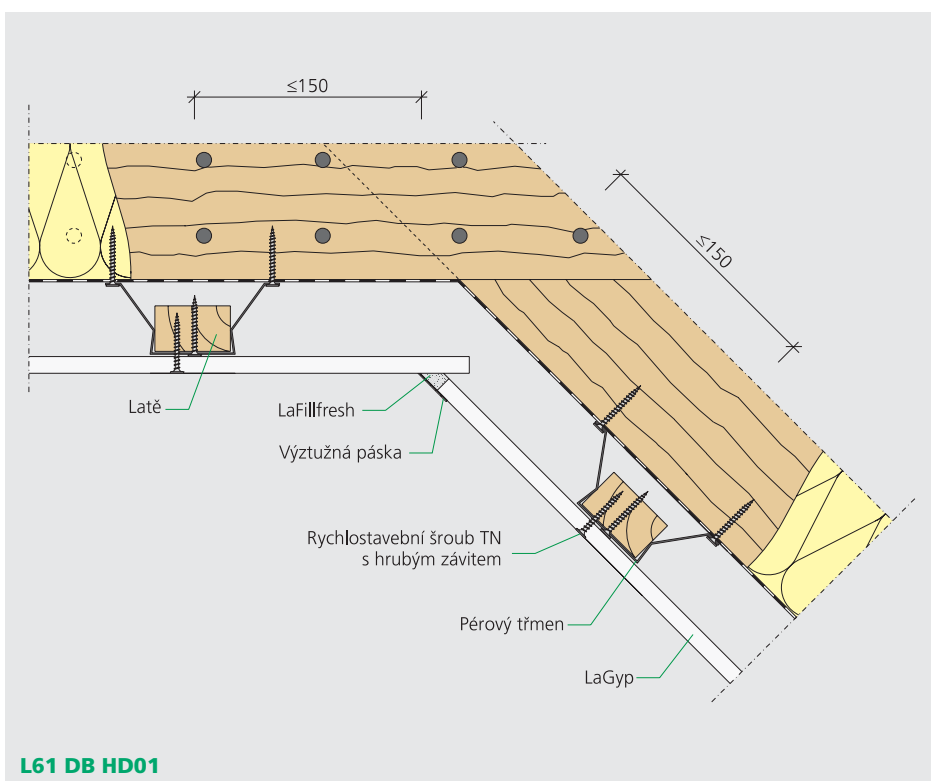 ≤150
≤150
Latě
LaFillfresh
Výztužná páska
Rychlostavební šroub TN
s hrubým závitem
Pérový třmen
LaGyp
L61 DB HD01